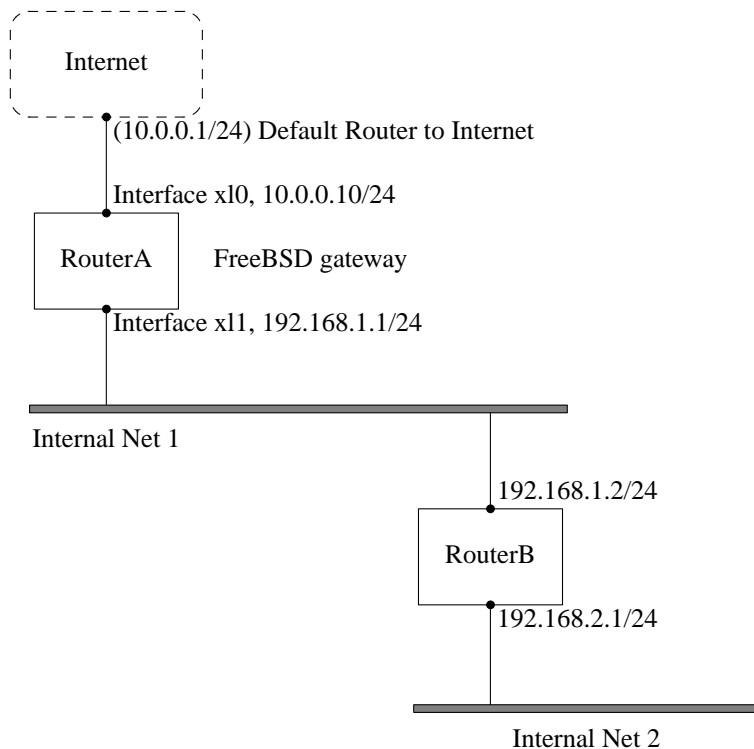 Internet
(10.0.0.1/24) Default Router to Internet
Interface xl0, 10.0.0.10/24
RouterA
FreeBSD gateway
Interface xl1, 192.168.1.1/24
Internal Net 1
192.168.1.2/24
RouterB
192.168.2.1/24
Internal Net 2